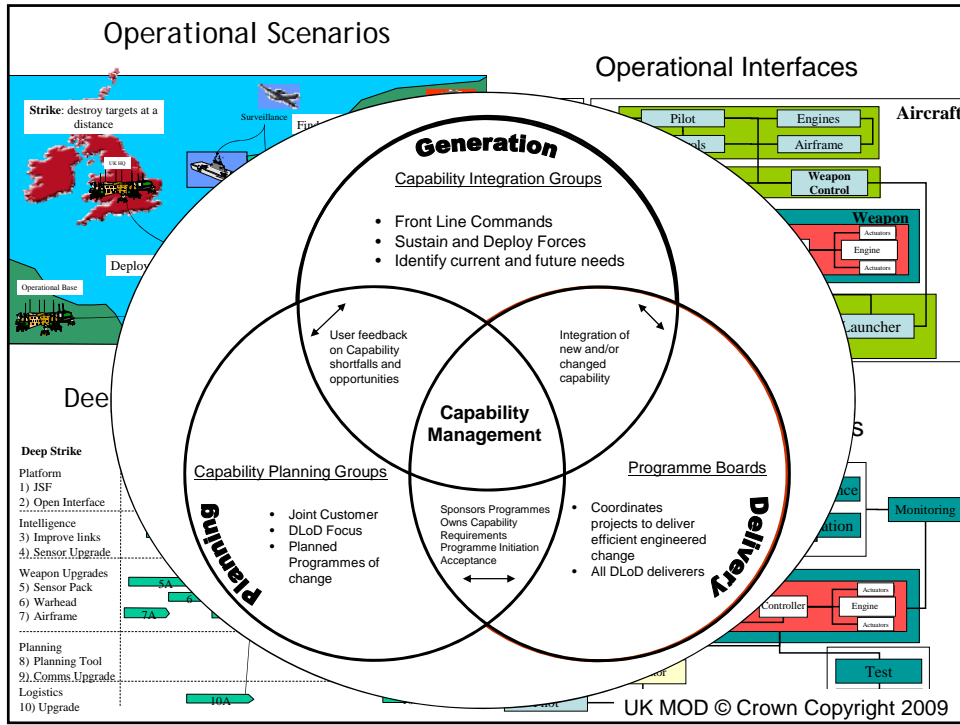 Operational Scenarios
Operational Interfaces
Strike: destroy targets at a
distance
UK HQ
Surveillance
Find
Deploy
Operational Base
Aircraft
Pilot
Engines
Airframe
Weapon
Control
Weapon
Actuators
Engine
Actuators
Launcher
Generation
Capability Integration Groups
• Front Line Commands
• Sustain and Deploy Forces
• Identify current and future needs
User feedback
on Capability
shortfalls and
opportunities
Integration of
new and/or
changed
capability
Capability
Management
Capability Planning Groups
• Joint Customer
• DLoD Focus
• Planned
Programmes of
change
Planning
Sponsors Programmes
Owns Capability
Requirements
Programme Initiation
Acceptance
Programme Boards
• Coordinates
projects to deliver
efficient engineered
change
• All DLoD deliverers
Delivery
Deep Strike
Platform
1) JSF
2) Open Interface
Intelligence
3) Improve links
4) Sensor Upgrade
Weapon Upgrades
5) Sensor Pack
6) Warhead
7) Airframe
Planning
8) Planning Tool
9) Comms Upgrade
Logistics
10) Upgrade
5A
6
7A
10A
Monitoring
Controller
Actuators
Engine
Actuators
Test
UK MOD © Crown Copyright 2009